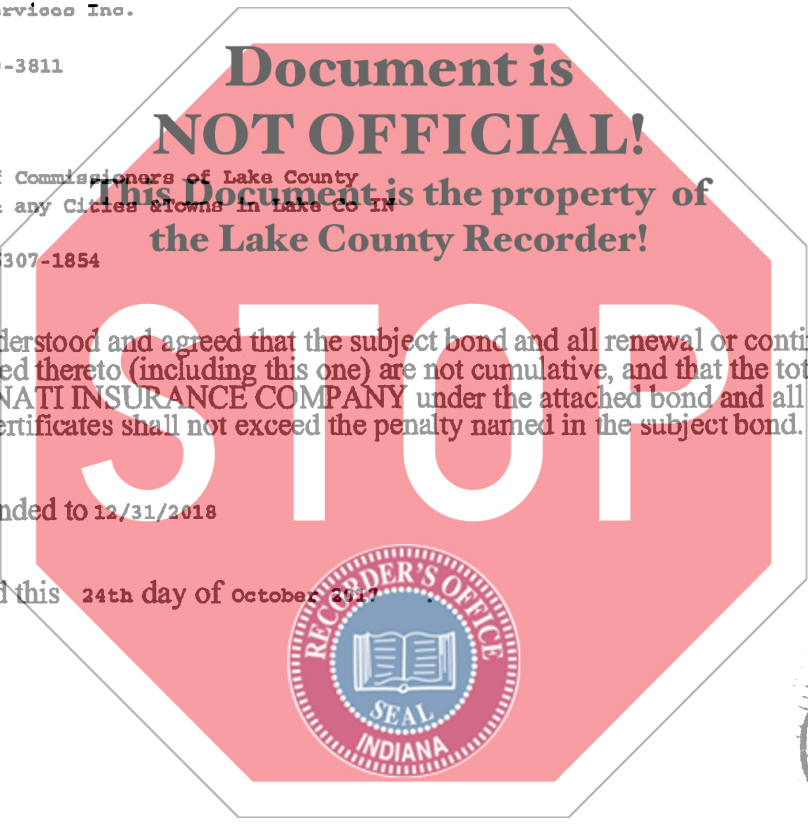 rvices Inc.
Document is
-3811
NOT OFFICIAL!
Commissioners of Lake County
This Document is the property of
any Cities &Towns in Lake Co IN
the Lake County Recorder!
307-1854
STOP
derstood and agreed that the subject bond and all renewal or conti
ed thereto (including this one) are not cumulative, and that the tot
NATI INSURANCE COMPANY under the attached bond and all
ertificates shall not exceed the penalty named in the subject bond.
nded to 12/31/2018
d this 24th day of October 2017
RECORDER'S OFFICE
SEAL
INDIANA